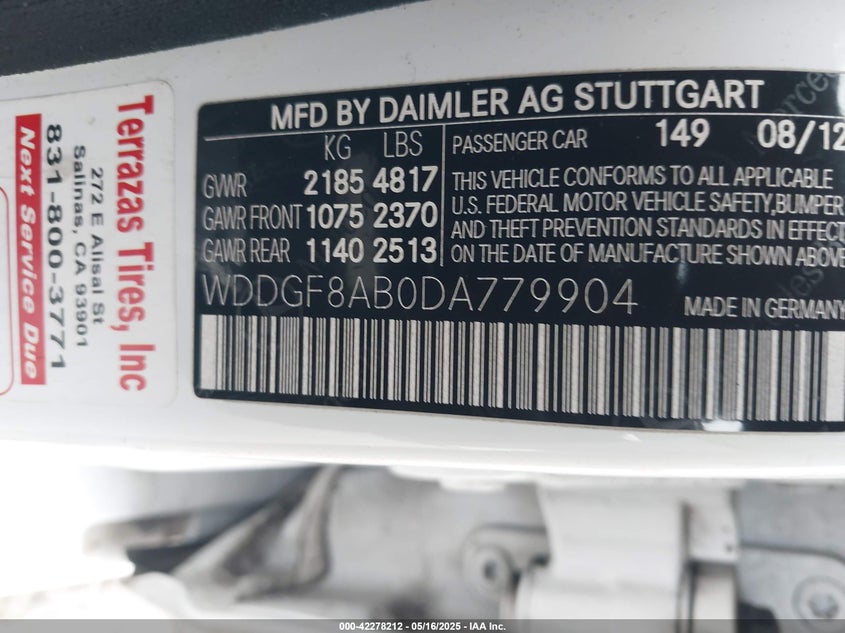 Terrazas Tires, Inc
272 E Alisal St
Salinas, CA 93901
831-800-3771
Next Service Due
MFD BY DAIMLER AG STUTTGART
KG LBS
GVWR 2185 4817
GAWR FRONT 1075 2370
GAWR REAR 1140 2513
PASSENGER CAR 149 08/12
THIS VEHICLE CONFORMS TO ALL APPLICABLE
U.S. FEDERAL MOTOR VEHICLE SAFETY,BUMPER
AND THEFT PREVENTION STANDARDS IN EFFECT
ON THE DATE OF MANUFACTURE SHOWN ABOVE
WDDGF8AB0DA779904
MADE IN GERMANY
000-42278212 - 05/16/2025 - IAA Inc.